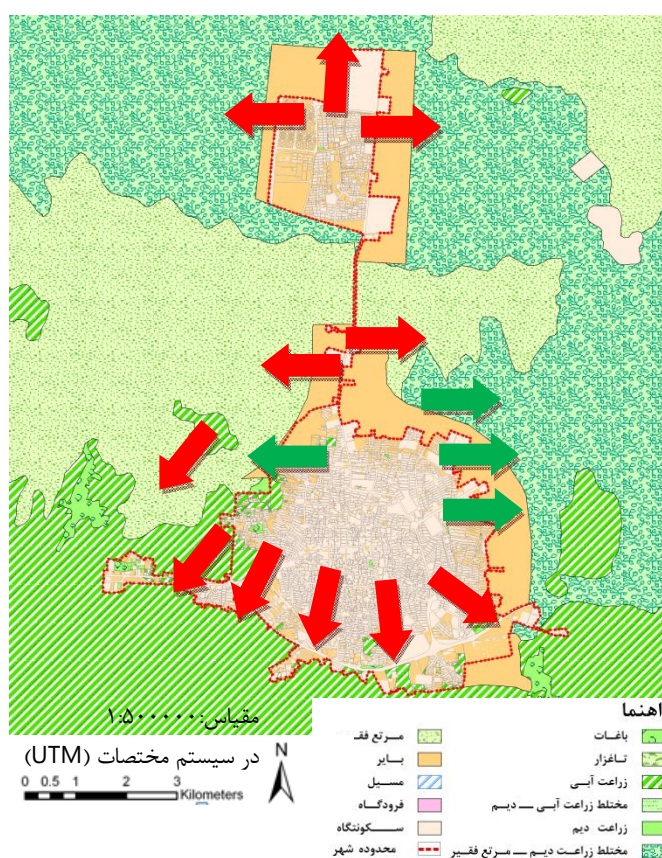 مقیاس:۱:۵۰۰۰۰۰
در سیستم مختصات (UTM)
N
0 0.5 1 2 3
Kilometers
اهنما
باغات
تاغزار
زراعت آبی
مختلط زراعت آبی — دیم
زراعت دیم
مختلط زراعت دیم — مرتع فقیر
مرتع فقـ
بایر
مسیل
فرودگاه
سکونتگاه
محدوده شهر